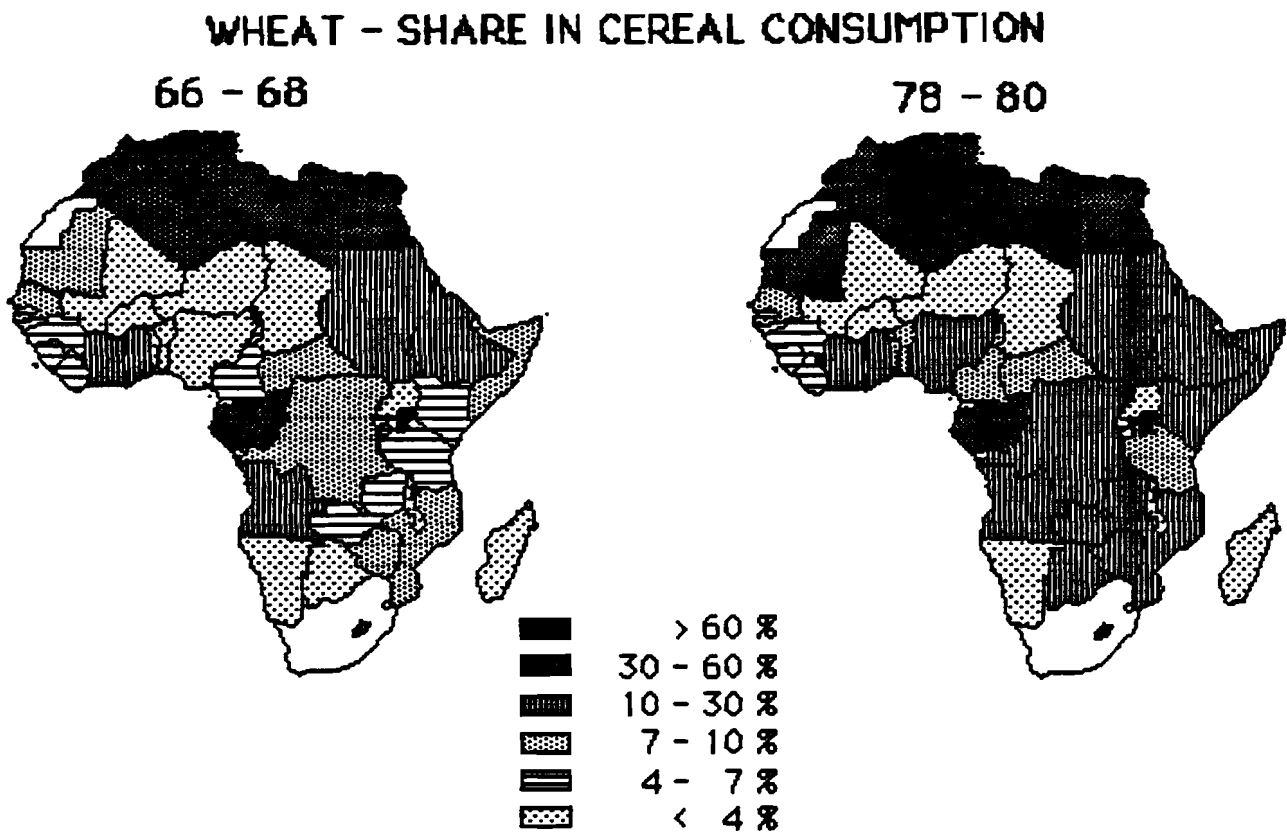 WHEAT - SHARE IN CEREAL CONSUMPTION
66 - 68
78 - 80
> 60 %
30 - 60 %
10 - 30 %
7 - 10 %
4 - 7 %
< 4 %